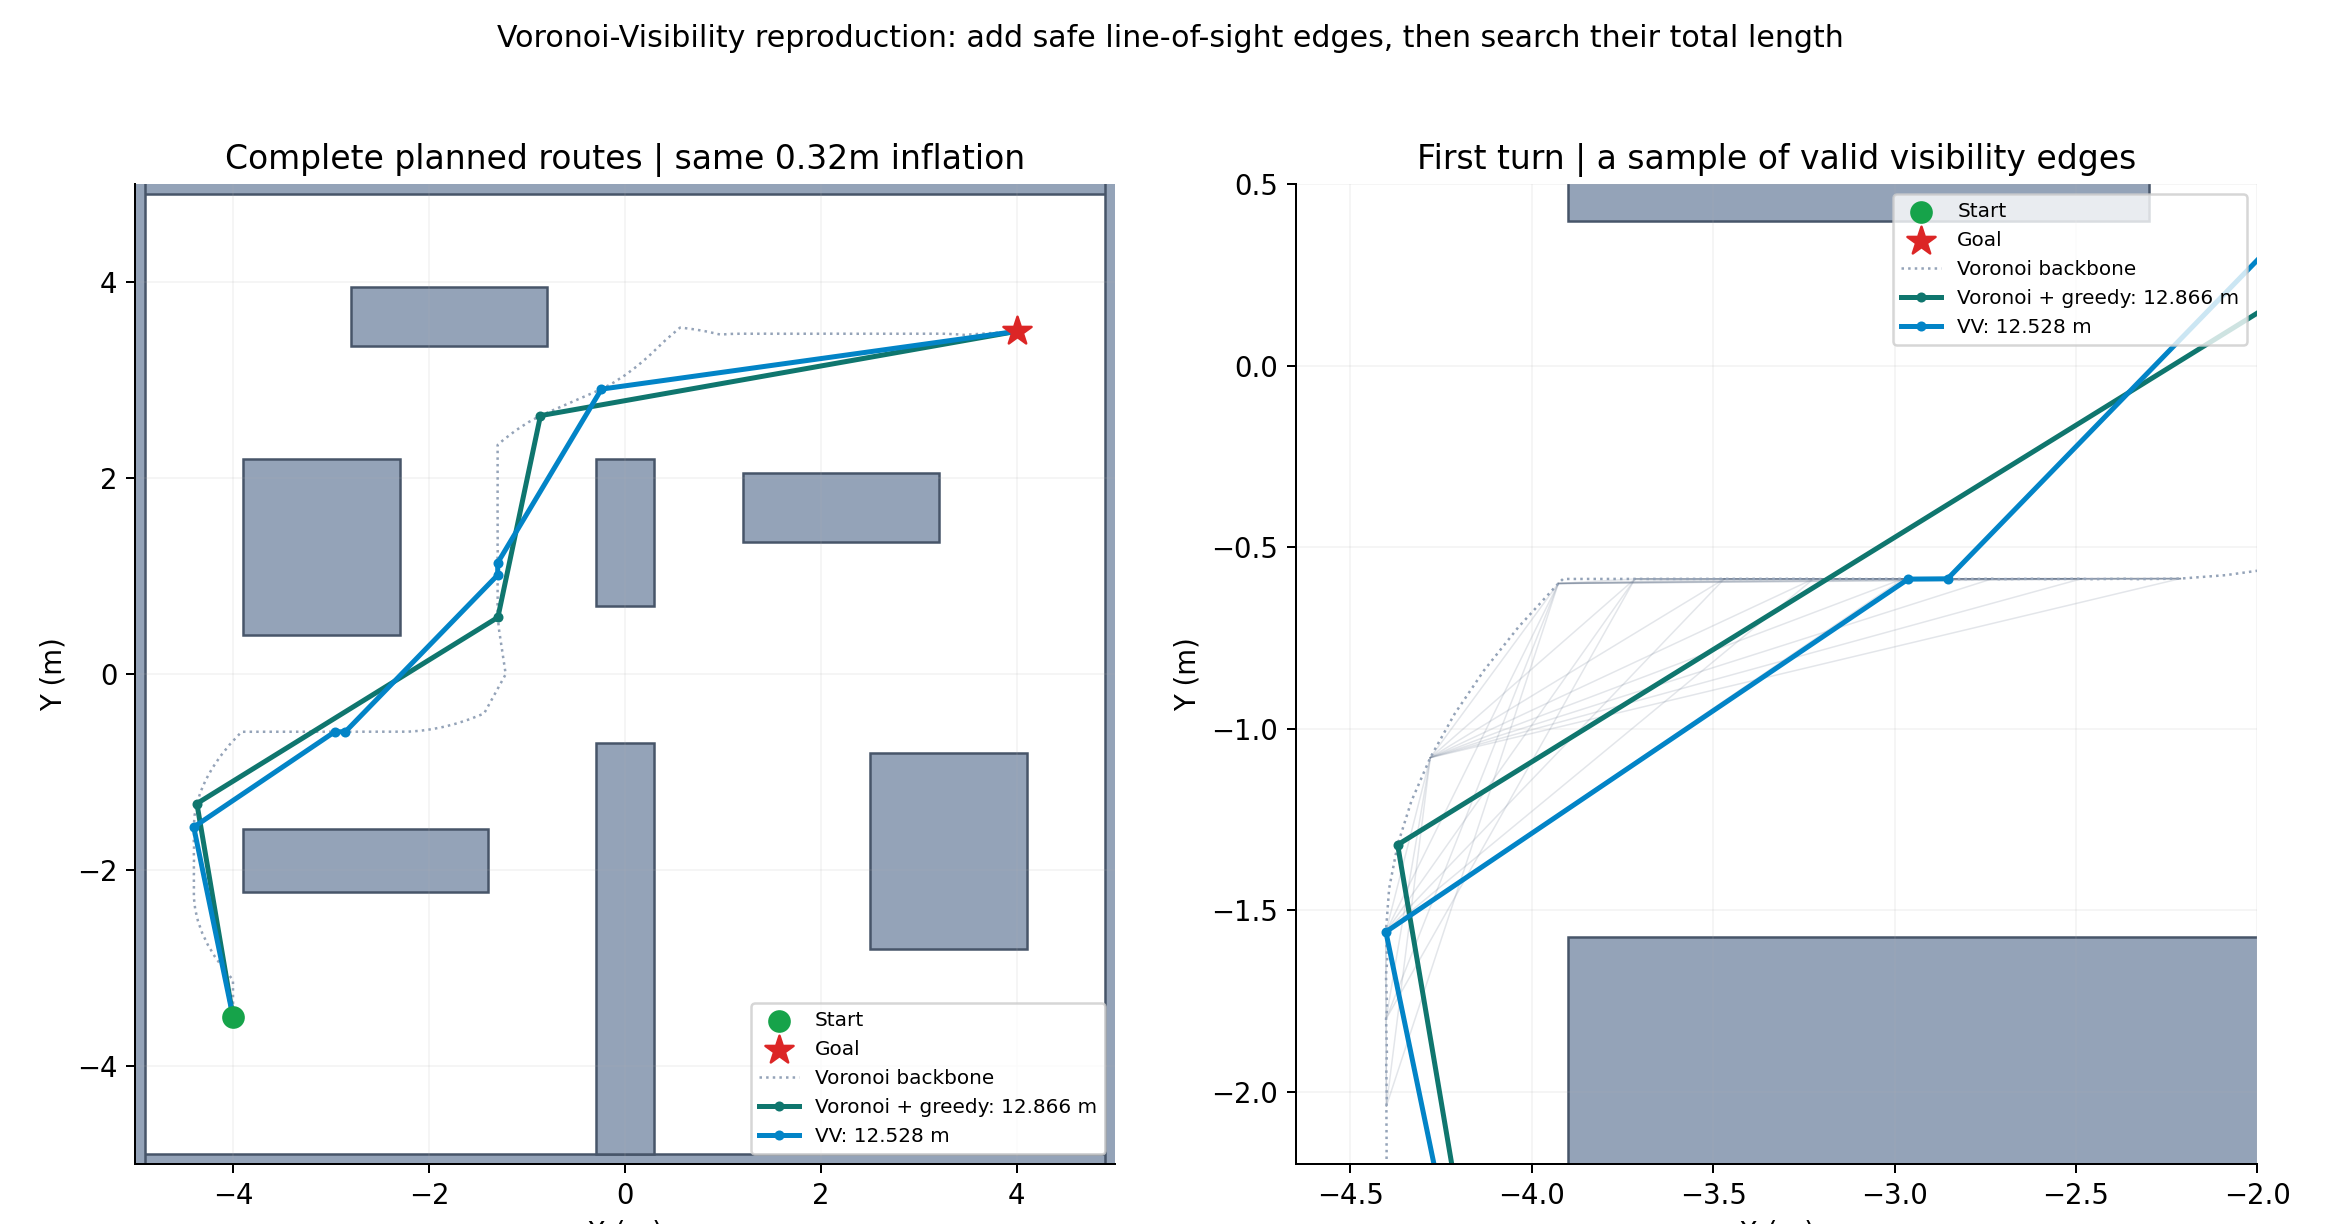 Voronoi-Visibility reproduction: add safe line-of-sight edges, then search their total length
Complete planned routes | same 0.32m inflation
Y (m)
4
2
0
−2
−4
−4
−2
0
2
4
Start
Goal
Voronoi backbone
Voronoi + greedy: 12.866 m
VV: 12.528 m
First turn | a sample of valid visibility edges
Y (m)
0.5
0.0
−0.5
−1.0
−1.5
−2.0
−4.5
−4.0
−3.5
−3.0
−2.5
−2.0
Start
Goal
Voronoi backbone
Voronoi + greedy: 12.866 m
VV: 12.528 m